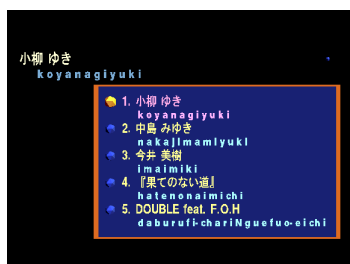 小柳 ゆき
koyanagiyuki
1. 小柳 ゆき
koyanagiyuki
2. 中島 みゆき
nakajImamIyukI
3. 今井 美樹
imaimiki
4. 『果てのない道』
hatenonaimichi
5. DOUBLE feat. F.O.H
daburufi-chariNguefuo-eichi